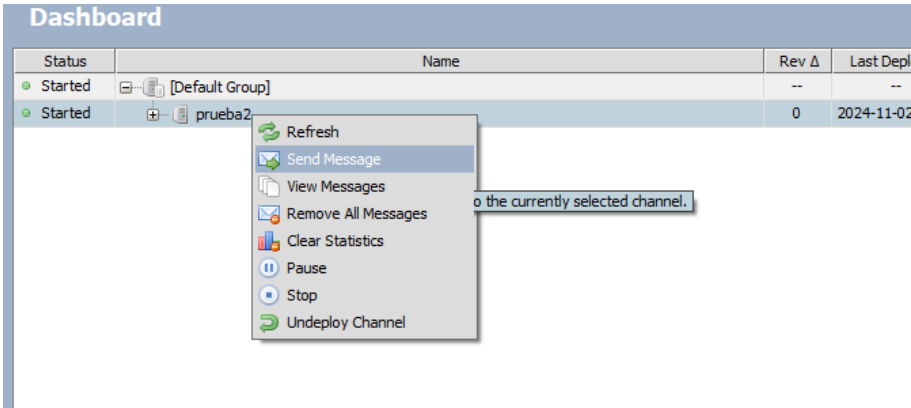 Dashboard
Status Name Rev Δ Last Depl
Started [Default Group] -- --
Started prueba2 0 2024-11-02
Refresh
Send Message
View Messages
o the currently selected channel.
Remove All Messages
Clear Statistics
Pause
Stop
Undeploy Channel